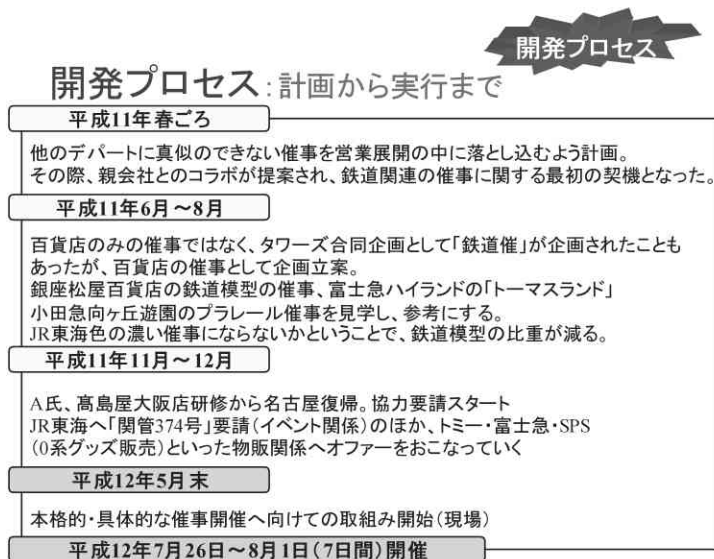 開発プロセス
開発プロセス:計画から実行まで
平成11年春ごろ
他のデパートに真似のできない催事を営業展開の中に落とし込むよう計画。
その際、親会社とのコラボが提案され、鉄道関連の催事に関する最初の契機となった。
平成11年6月～8月
百貨店のみの催事ではなく、タワーズ合同企画として「鉄道催」が企画されたことも
あったが、百貨店の催事として企画立案。
銀座松屋百貨店の鉄道模型の催事、富士急ハイランドの「トーマスランド」
小田急向ヶ丘遊園のプラレール催事を見学し、参考にする。
JR東海色の濃い催事にならないかということで、鉄道模型の比重が減る。
平成11年11月～12月
A氏、髙島屋大阪店研修から名古屋復帰。協力要請スタート
JR東海へ「関管374号」要請(イベント関係)のほか、トミー・富士急・SPS
(0系グッズ販売)といった物販関係へオファーをおこなっていく
平成12年5月末
本格的・具体的な催事開催へ向けての取組み開始(現場)
平成12年7月26日～8月1日(7日間)開催